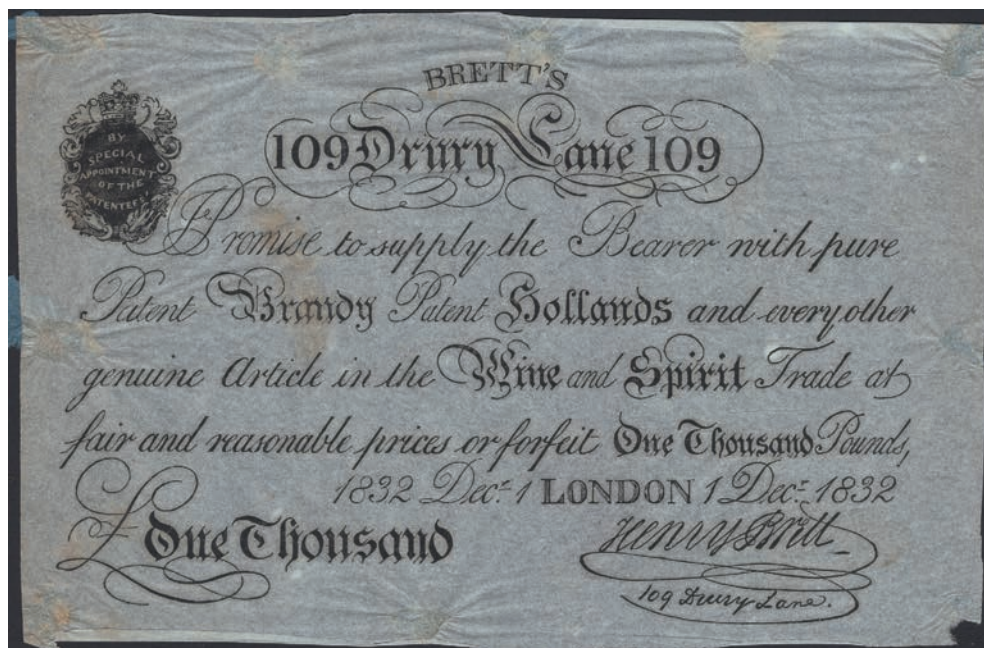 BRETT'S
109 Drury Lane 109
BY
SPECIAL
APPOINTMENT
OF THE
PATENTEES
I Promise to supply the Bearer with pure
Patent Brandy Patent Hollands and every other
genuine Article in the Wine and Spirit Trade at
fair and reasonable prices or forfeit One Thousand Pounds,
1832 Decr. 1 LONDON 1 Decr. 1832
£ One Thousand
Henry Brett
109 Drury Lane.